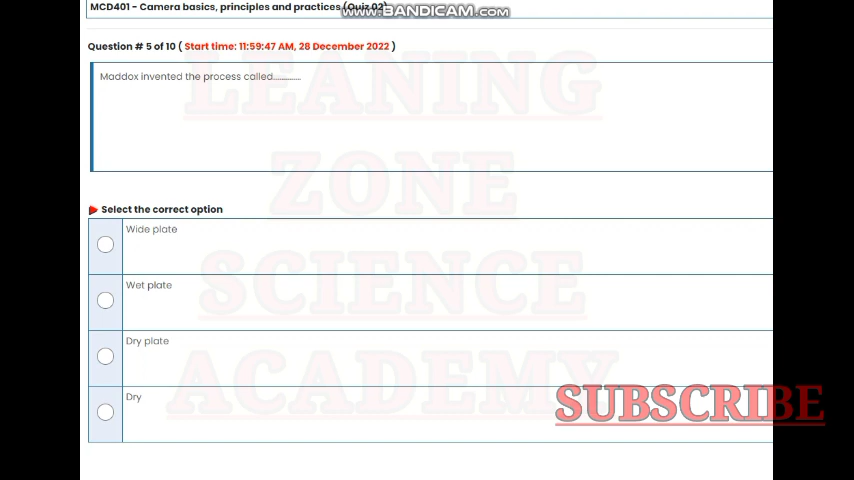 MCD401 - Camera basics, principles and practices (Quiz 02)
WWW.BANDICAM.COM
Question # 5 of 10 ( Start time: 11:59:47 AM, 28 December 2022 )
Maddox invented the process called..............
LEANING
ZONE
Select the correct option
Wide plate
SCIENCE
Wet plate
Dry plate
ACADEMY
Dry
SUBSCRIBE